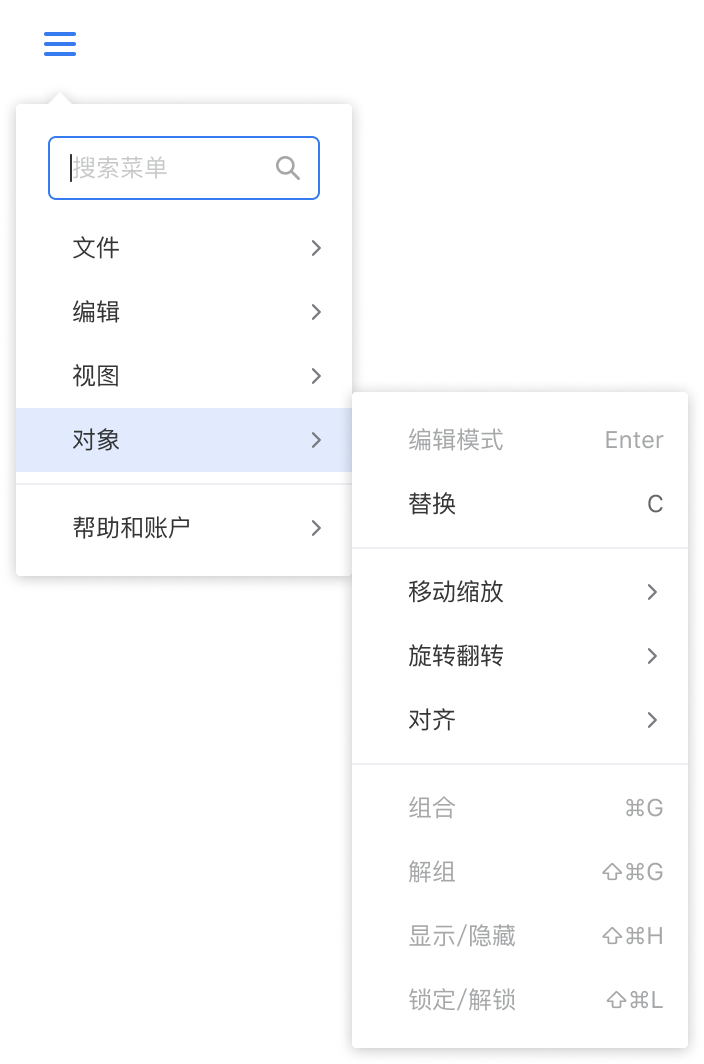 搜索菜单
文件
编辑
视图
对象
帮助和账户
编辑模式 Enter
替换 C
移动缩放
旋转翻转
对齐
组合 ⌘G
解组 ⇧⌘G
显示/隐藏 ⇧⌘H
锁定/解锁 ⇧⌘L